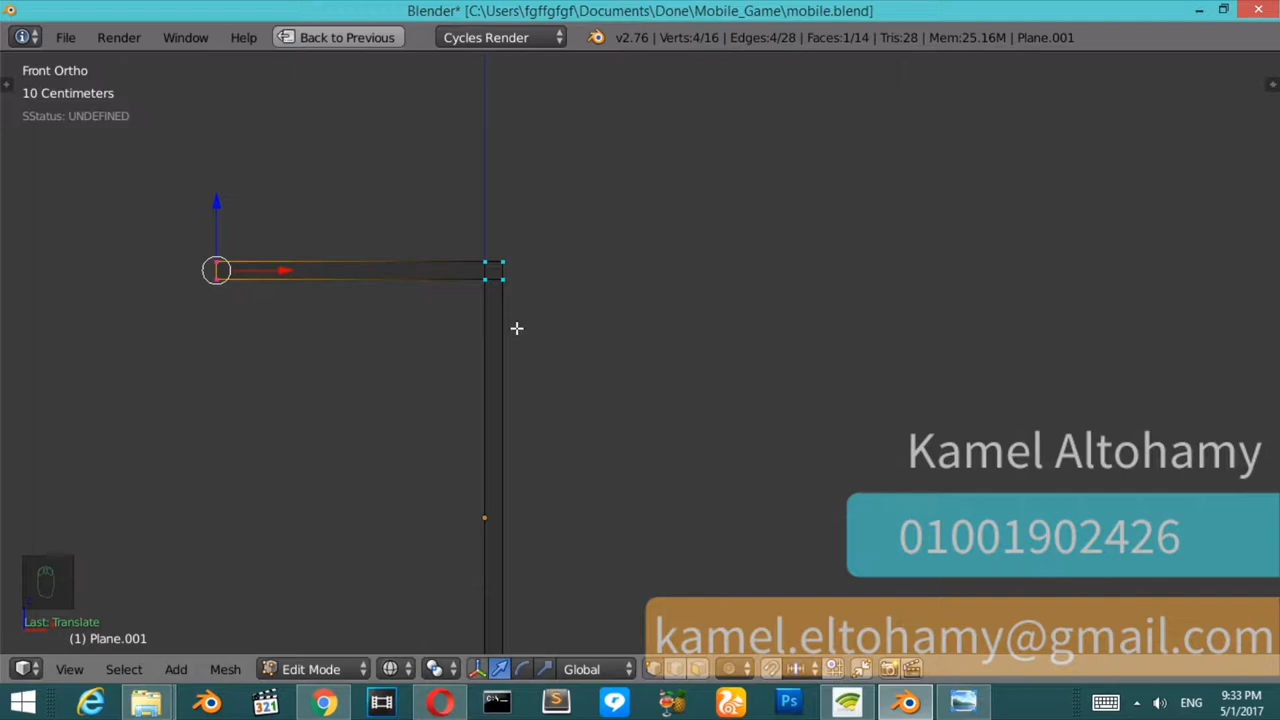 Blender* [C:\Users\fgffgfgf\Documents\Done\Mobile_Game\mobile.blend]
File Render Window Help Back to Previous Cycles Render v2.76 | Verts:4/16 | Edges:4/28 | Faces:1/14 | Tris:28 | Mem:25.16M | Plane.001
Front Ortho
10 Centimeters
SStatus: UNDEFINED
Kamel Altohamy
01001902426
kamel.eltohamy@gmail.com
Last: Translate
(1) Plane.001
View Select Add Mesh Edit Mode Global
ENG
9:33 PM
5/1/2017